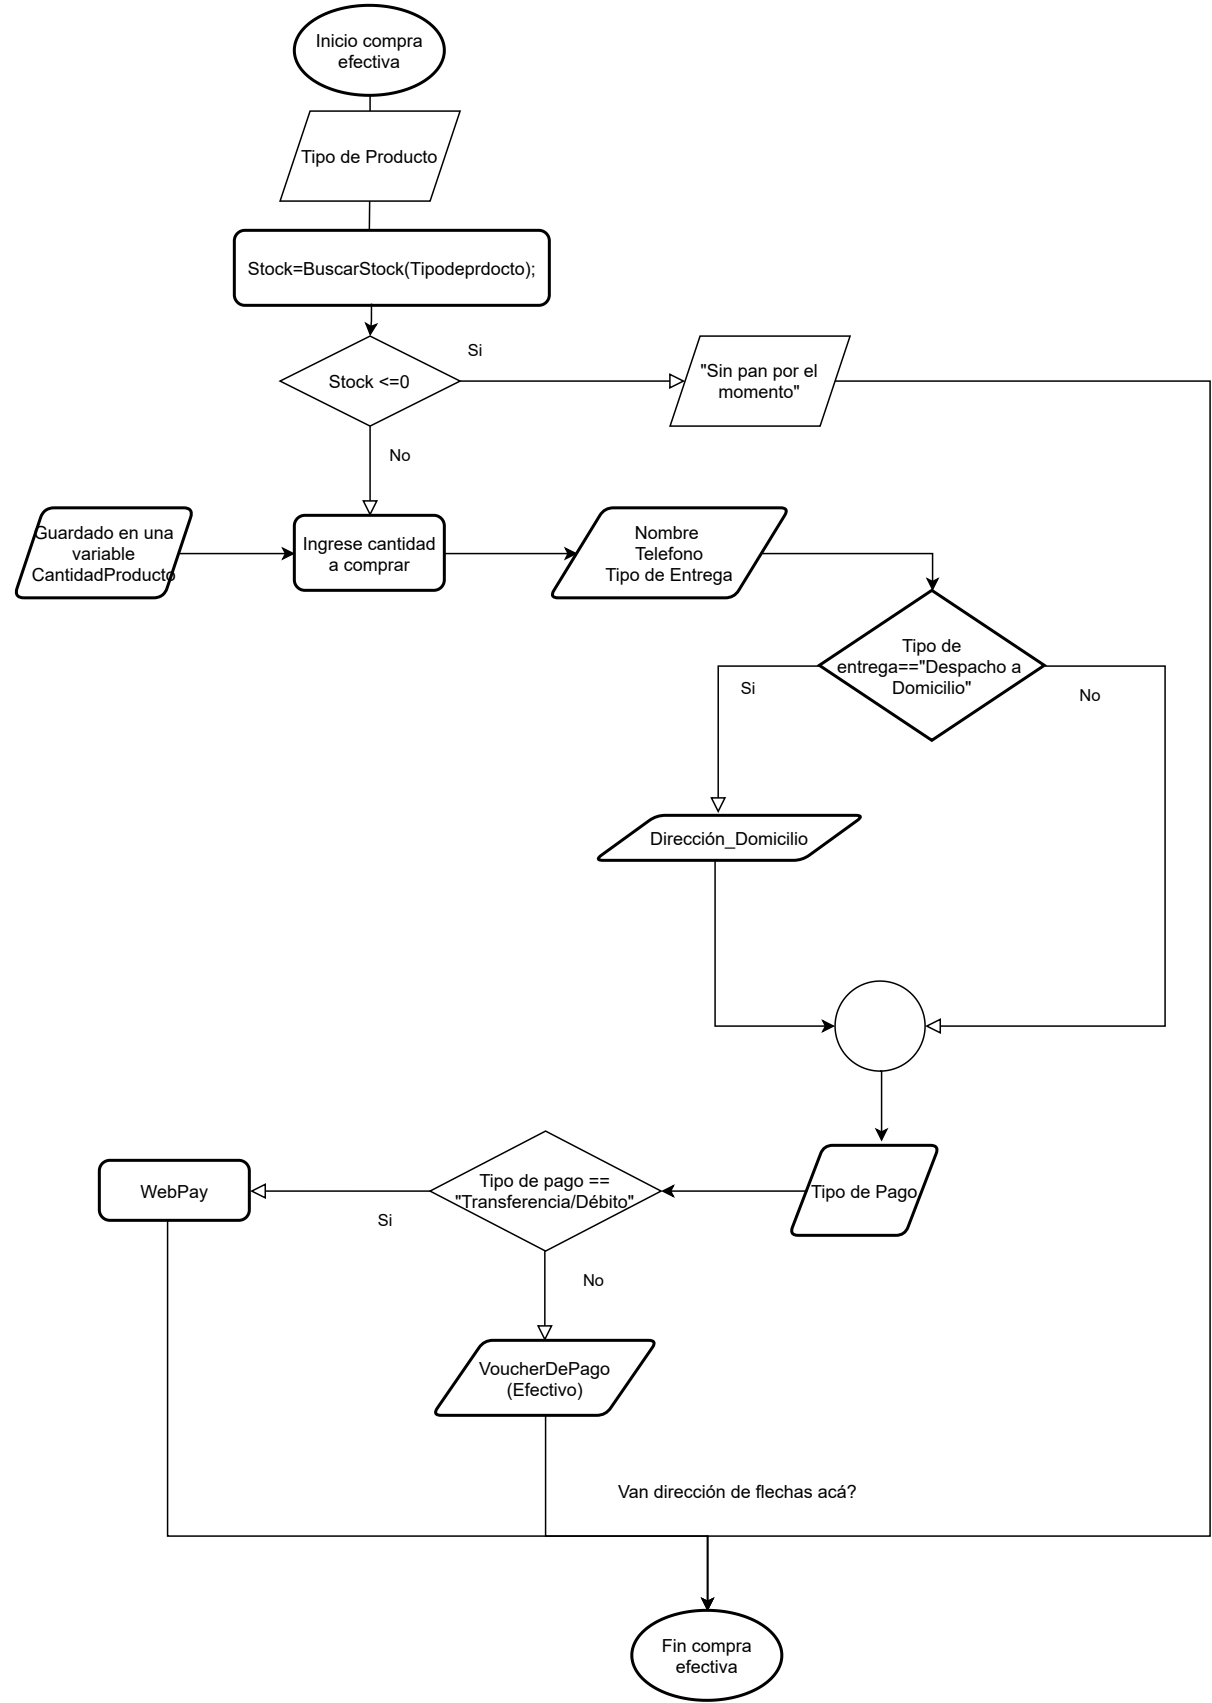 Inicio compra
efectiva
Tipo de Producto
Stock=BuscarStock(Tipodeprdocto);
Si
Stock <=0
"Sin pan por el
momento"
No
Guardado en una
variable
CantidadProducto
Ingrese cantidad
a comprar
Nombre
Telefono
Tipo de Entrega
Tipo de
entrega=="Despacho a
Domicilio"
Si
No
Dirección_Domicilio
Tipo de Pago
Tipo de pago ==
"Transferencia/Débito"
WebPay
Si
No
VoucherDePago
(Efectivo)
Van dirección de flechas acá?
Fin compra
efectiva